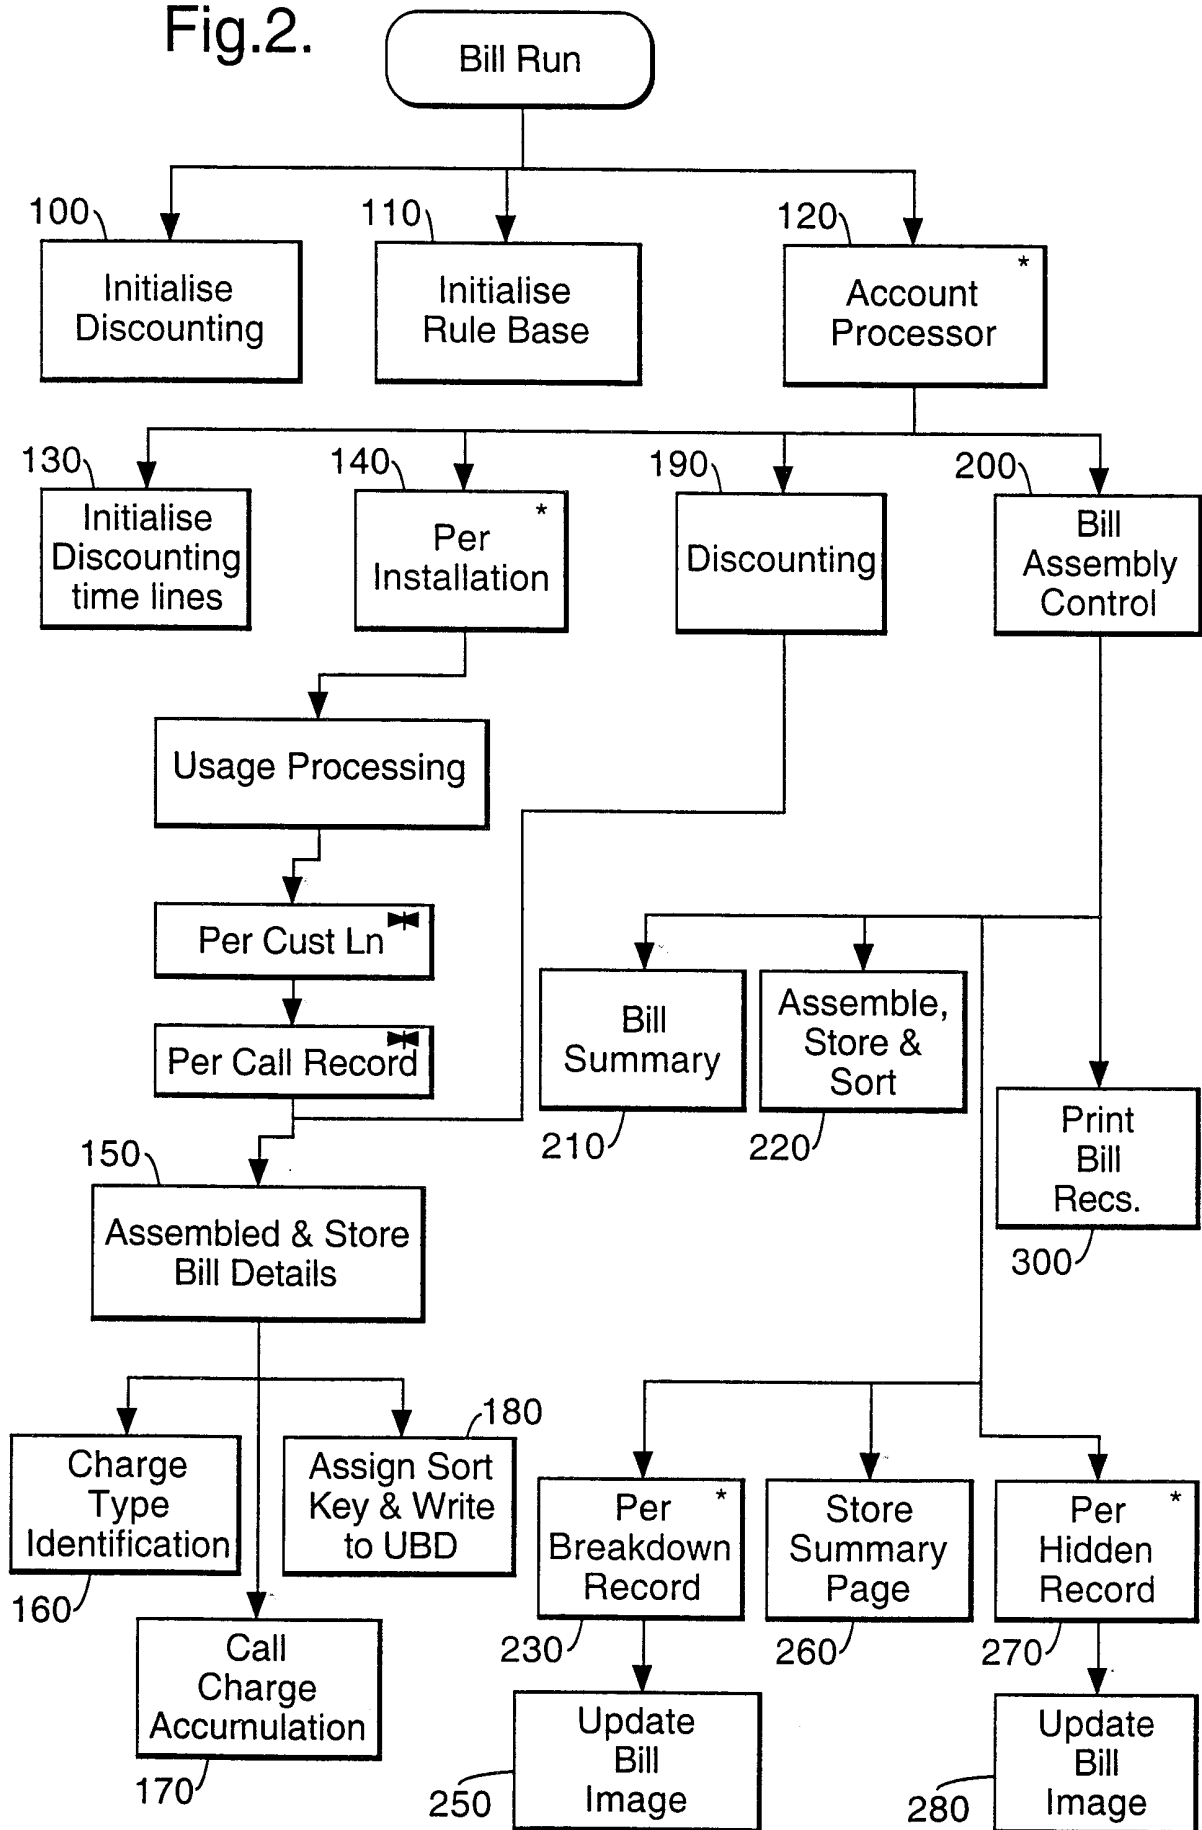 Fig.2.
Bill Run
100
Initialise
Discounting
110
Initialise
Rule Base
120
*
Account
Processor
130
Initialise
Discounting
time lines
140
*
Per
Installation
190
Discounting
200
Bill
Assembly
Control
Usage Processing
Per Cust Ln
Per Call Record
Bill
Summary
210
Assemble,
Store &
Sort
220
Print
Bill
Recs.
300
150
Assembled & Store
Bill Details
Charge
Type
Identification
160
180
Assign Sort
Key & Write
to UBD
Call
Charge
Accumulation
170
*
Per
Breakdown
Record
230
Store
Summary
Page
260
*
Per
Hidden
Record
270
Update
Bill
Image
250
Update
Bill
Image
280